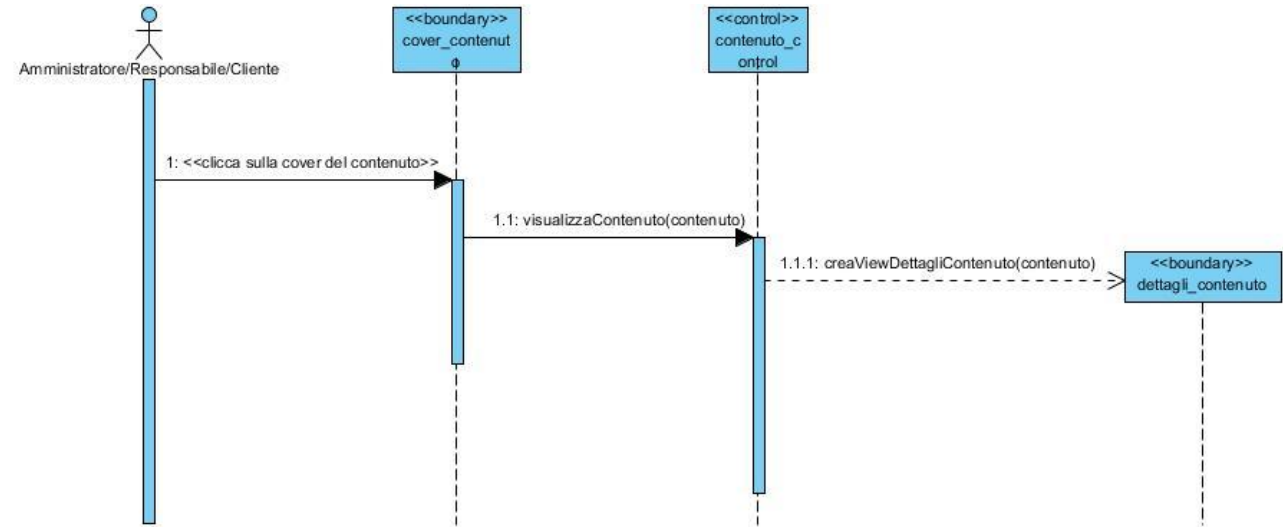 <<boundary>>
cover_contenut
o
<<control>>
contenuto_c
ontrol
Amministratore/Responsabile/Cliente
1: <<clicca sulla cover del contenuto>>
1.1: visualizzaContenuto(contenuto)
1.1.1: creaViewDettagliContenuto(contenuto)
<<boundary>>
dettagli_contenuto